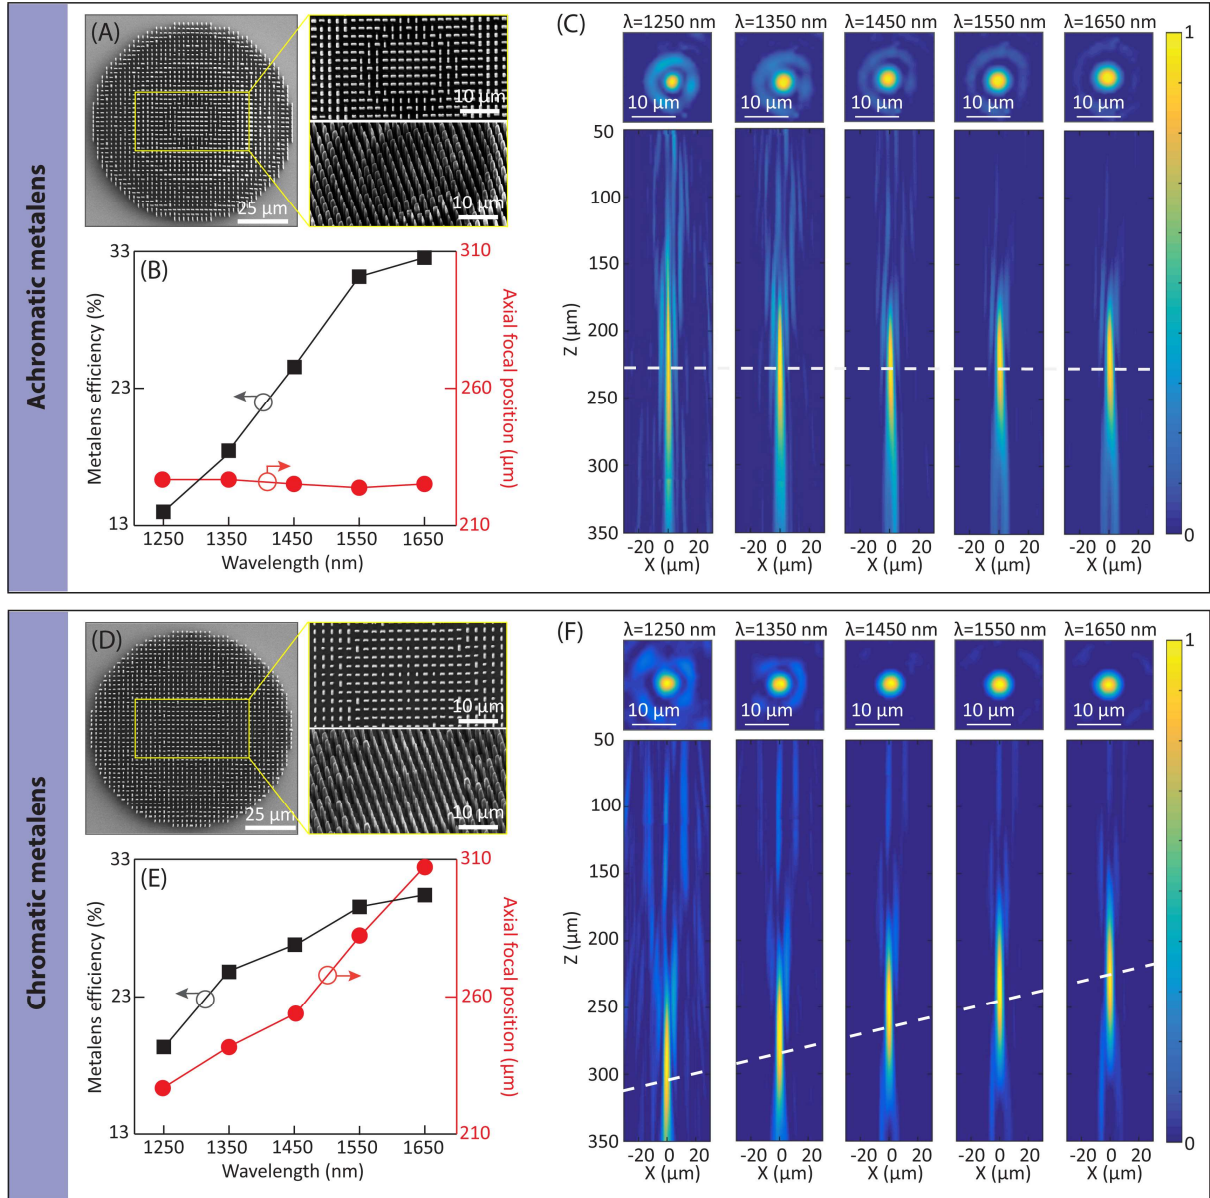 Achromatic metalens
(A)
25 µm
10 µm
10 µm
(B)
33
23
13
Metalens efficiency (%)
310
260
210
Axial focal position (µm)
1250 1350 1450 1550 1650
Wavelength (nm)
(C)
λ=1250 nm λ=1350 nm λ=1450 nm λ=1550 nm λ=1650 nm
10 µm 10 µm 10 µm 10 µm 10 µm
50
100
150
200
250
300
350
Z (µm)
-20 0 20 -20 0 20 -20 0 20 -20 0 20 -20 0 20
X (µm) X (µm) X (µm) X (µm) X (µm)
1
0
Chromatic metalens
(D)
25 µm
10 µm
10 µm
(E)
33
23
13
Metalens efficiency (%)
310
260
210
Axial focal position (µm)
1250 1350 1450 1550 1650
Wavelength (nm)
(F)
λ=1250 nm λ=1350 nm λ=1450 nm λ=1550 nm λ=1650 nm
10 µm 10 µm 10 µm 10 µm 10 µm
50
100
150
200
250
300
350
Z (µm)
-20 0 20 -20 0 20 -20 0 20 -20 0 20 -20 0 20
X (µm) X (µm) X (µm) X (µm) X (µm)
1
0